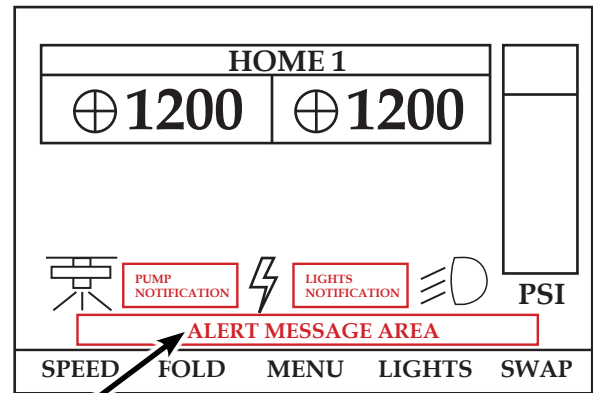 HOME 1
1200 1200
PUMP NOTIFICATION
LIGHTS NOTIFICATION
PSI
ALERT MESSAGE AREA
SPEED FOLD MENU LIGHTS SWAP